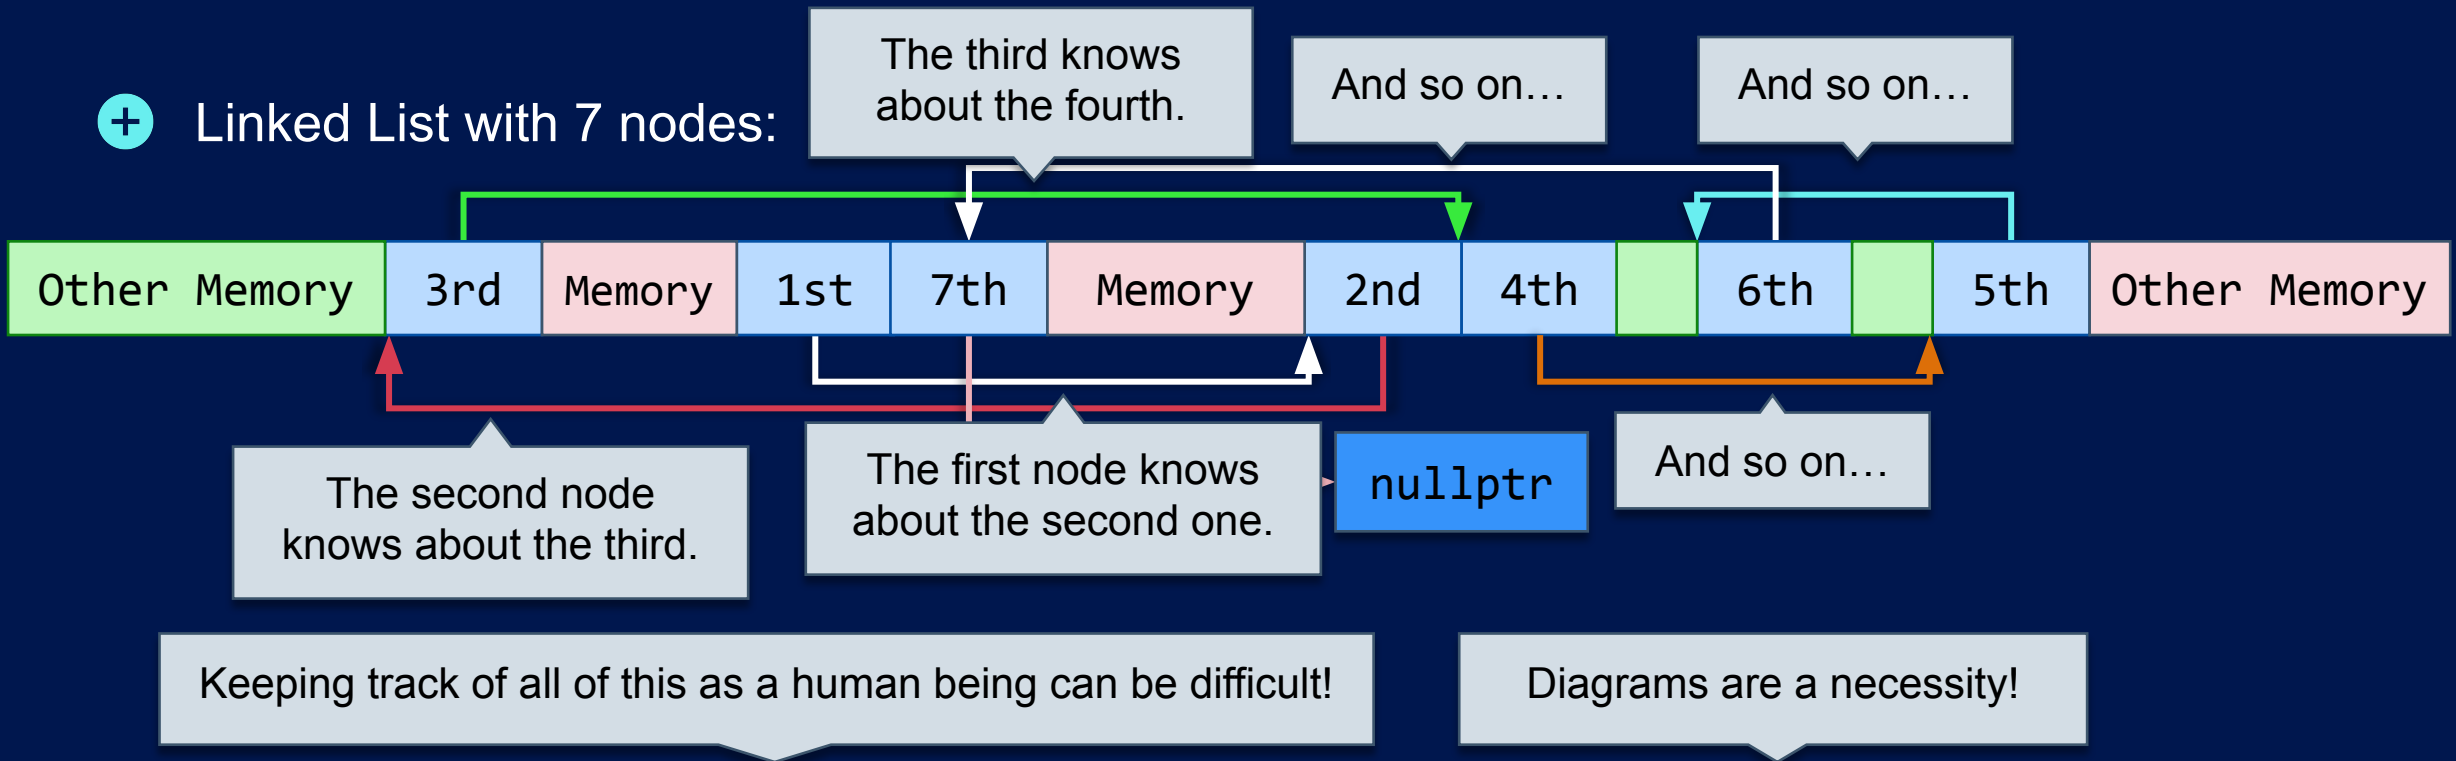 The third knows
about the fourth.
And so on…
And so on…
+ Linked List with 7 nodes:
Other Memory 3rd Memory 1st 7th Memory 2nd 4th 6th 5th Other Memory
The second node
knows about the third.
The first node knows
about the second one.
nullptr
And so on…
Keeping track of all of this as a human being can be difficult!
Diagrams are a necessity!